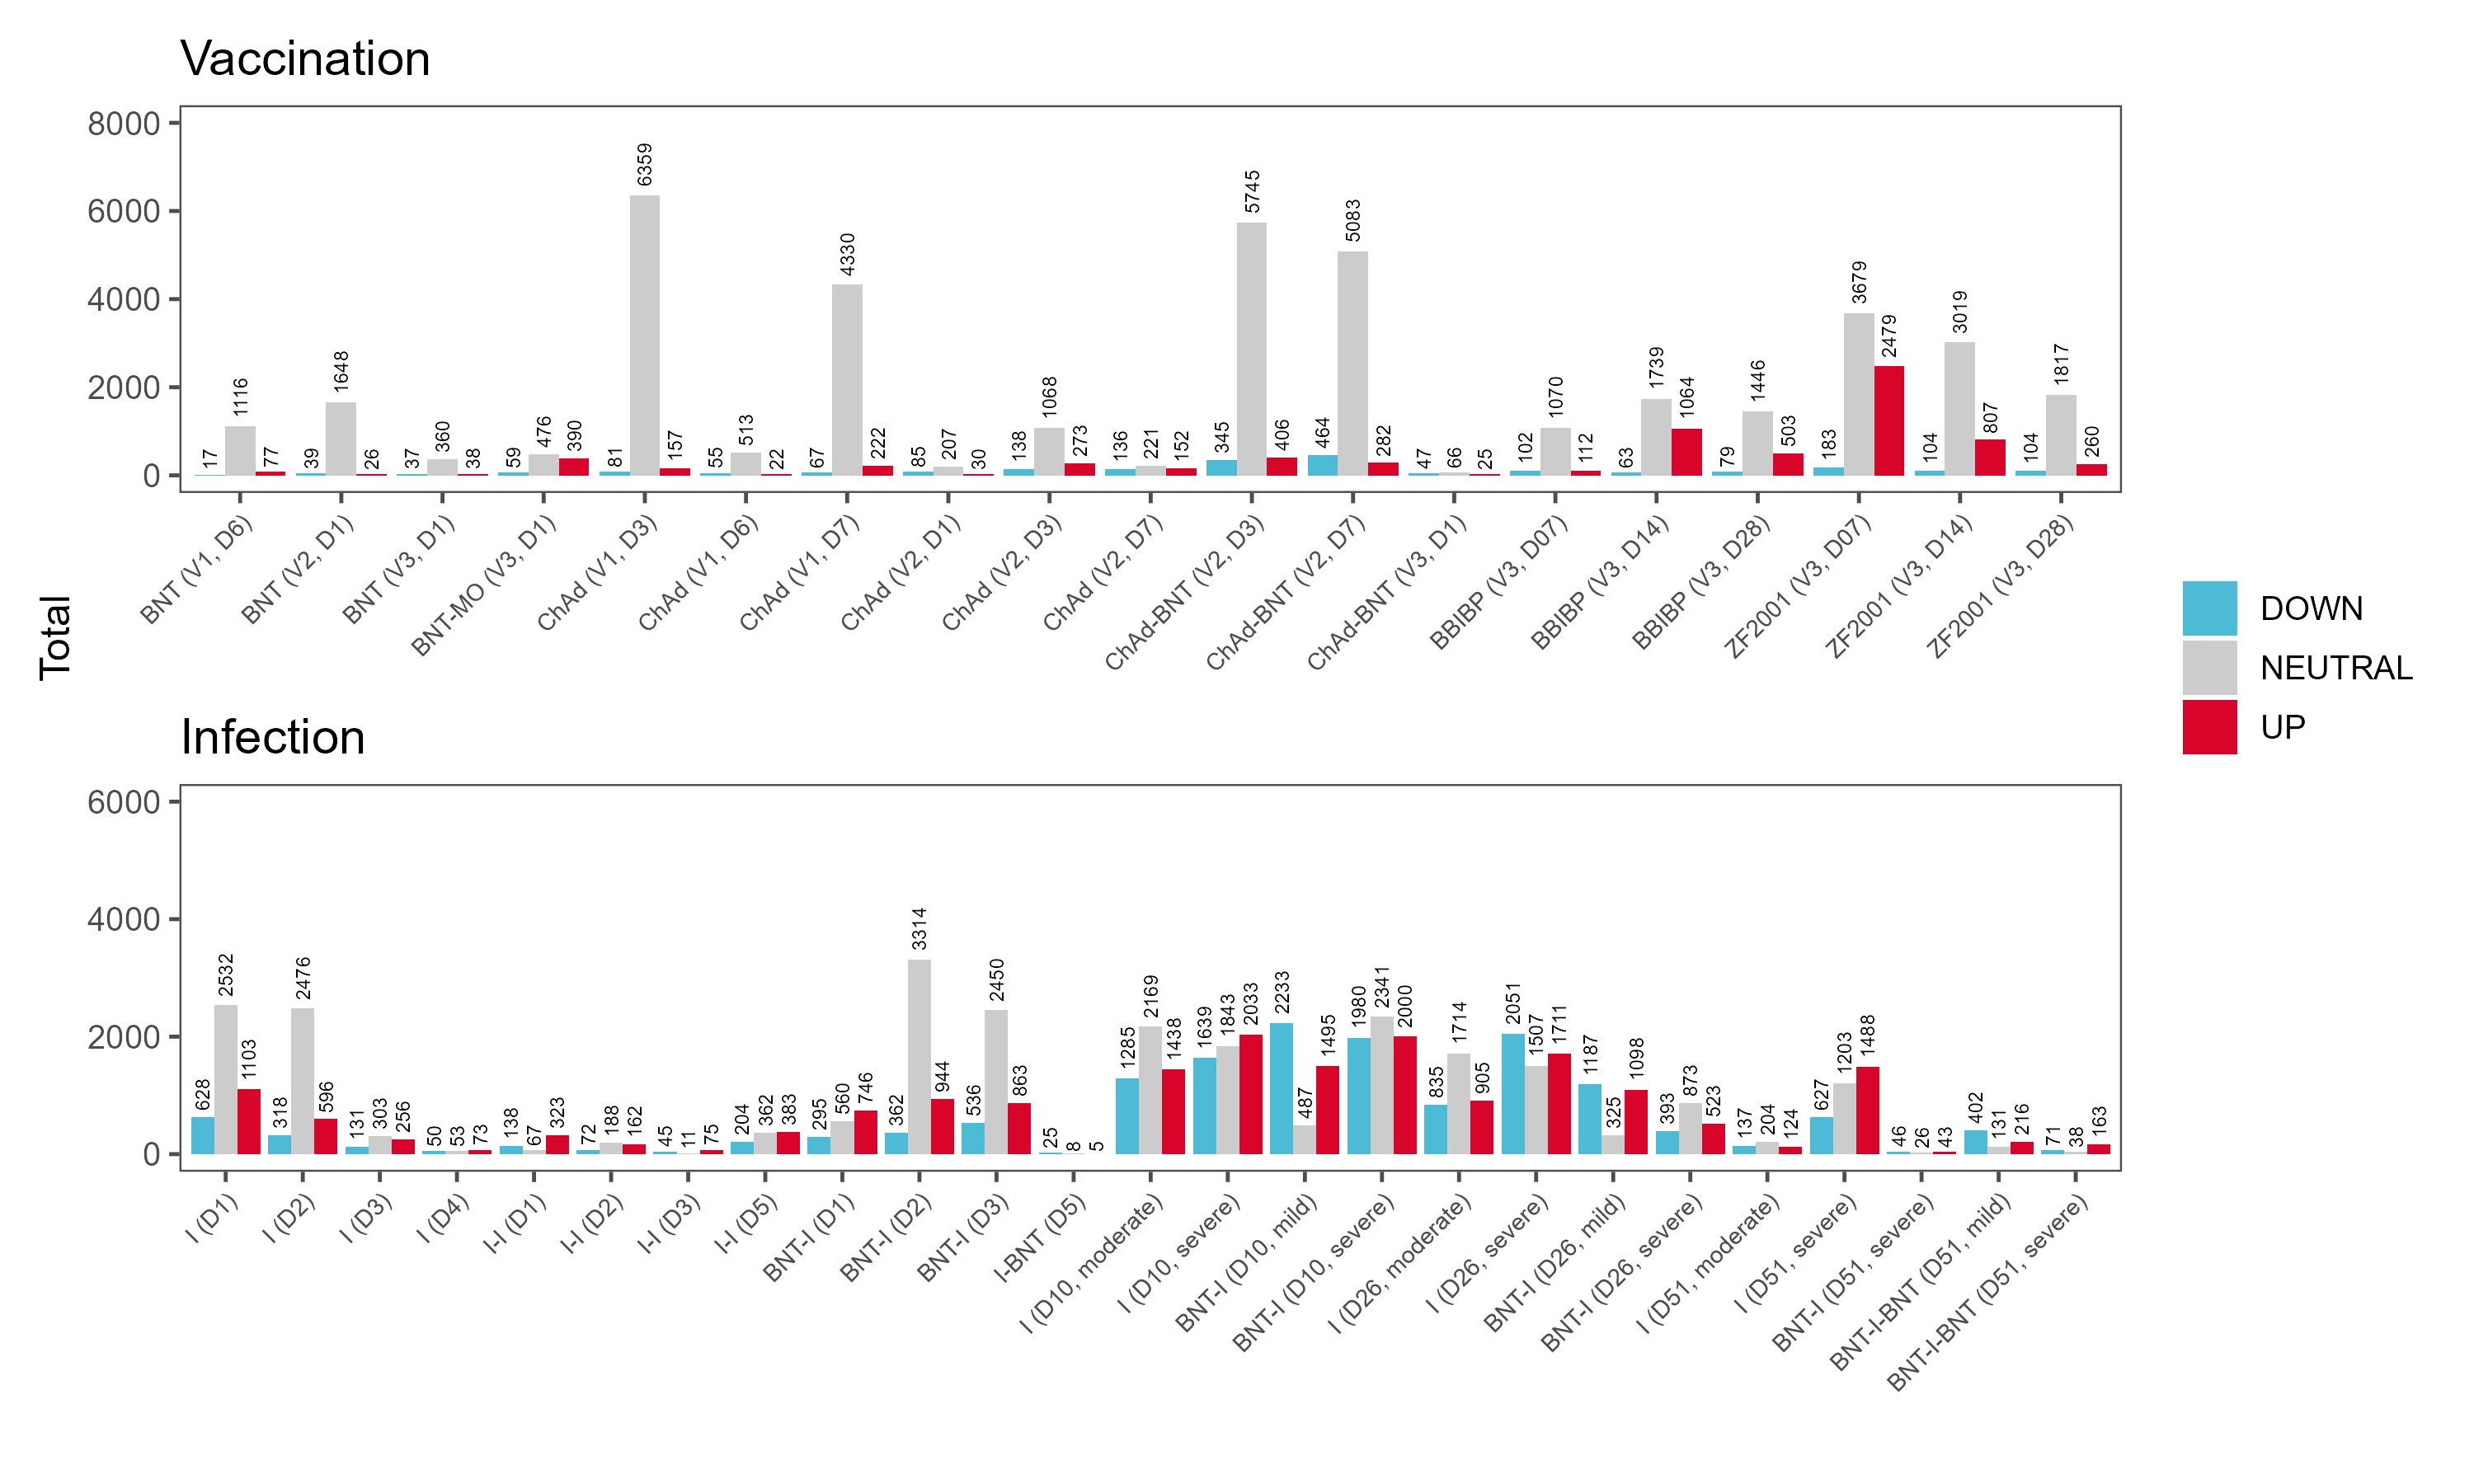 Vaccination
8000
6000
4000
2000
0
17 1116 77
39 1648 26
37 360 38
59 476 390
81 6359 157
55 513 22
67 4330 222
85 207 30
138 1068 273
136 221 152
345 5745 406
464 5083 282
47 66 25
102 1070 112
63 1739 1064
79 1446 503
183 3679 2479
104 3019 807
104 1817 260
BNT (V1, D6)
BNT (V2, D1)
BNT (V3, D1)
BNT-MO (V3, D1)
ChAd (V1, D3)
ChAd (V1, D6)
ChAd (V1, D7)
ChAd (V2, D1)
ChAd (V2, D3)
ChAd (V2, D7)
ChAd-BNT (V2, D3)
ChAd-BNT (V2, D7)
ChAd-BNT (V3, D1)
BBIBP (V3, D07)
BBIBP (V3, D14)
BBIBP (V3, D28)
ZF2001 (V3, D07)
ZF2001 (V3, D14)
ZF2001 (V3, D28)
Total
DOWN
NEUTRAL
UP
Infection
6000
4000
2000
0
628 2532 1103
318 2476 596
131 303 256
50 53 73
138 67 323
72 188 162
45 11 75
204 362 383
295 560 746
362 3314 944
536 2450 863
25 8 5
1285 2169 1438
1639 1843 2033
2233 487 1495
1980 2341 2000
835 1714 905
2051 1507 1711
1187 325 1098
393 873 523
137 204 124
627 1203 1488
46 26 43
402 131 216
71 38 163
I (D1)
I (D2)
I (D3)
I (D4)
I-I (D1)
I-I (D2)
I-I (D3)
I-I (D5)
BNT-I (D1)
BNT-I (D2)
BNT-I (D3)
I-BNT (D5)
I (D10, moderate)
I (D10, severe)
BNT-I (D10, mild)
BNT-I (D10, severe)
I (D26, moderate)
I (D26, severe)
BNT-I (D26, mild)
BNT-I (D26, severe)
I (D51, moderate)
I (D51, severe)
BNT-I (D51, severe)
BNT-I-BNT (D51, mild)
BNT-I-BNT (D51, severe)